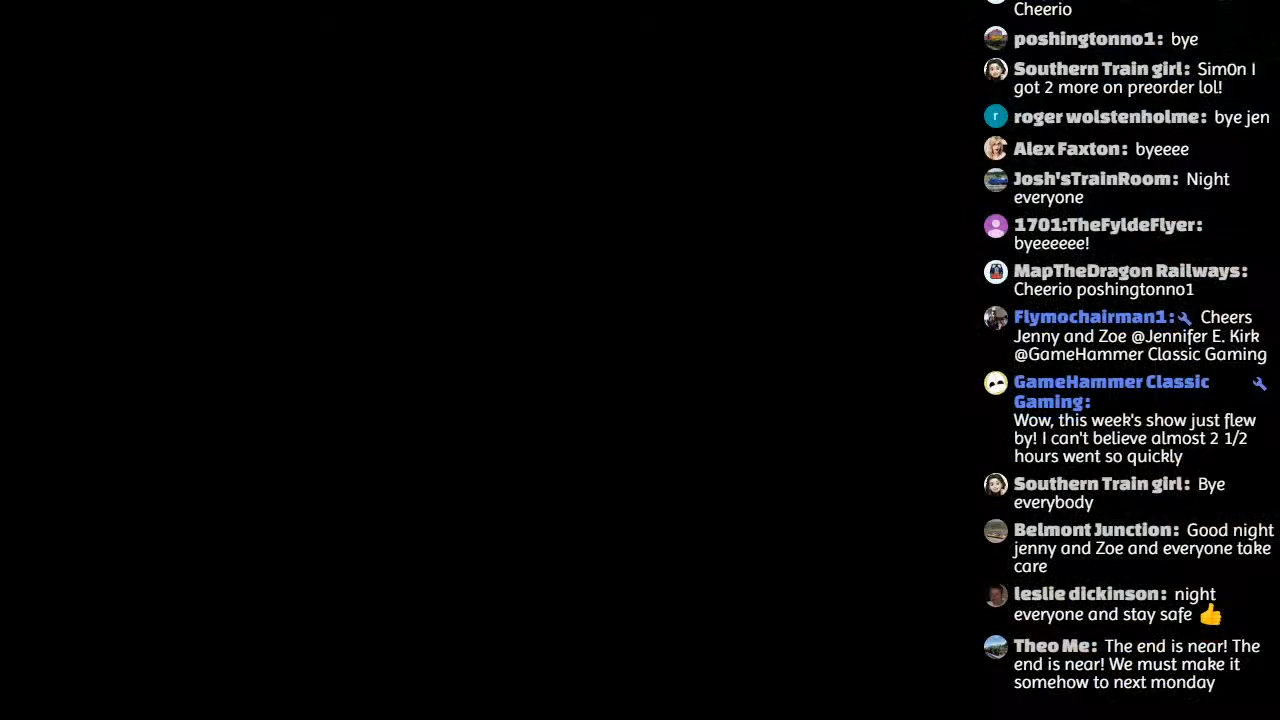 Cheerio
poshingtonno1: bye
Southern Train girl: Sim0n I
got 2 more on preorder lol!
r
roger wolstenholme: bye jen
Alex Faxton: byeeee
Josh'sTrainRoom: Night
everyone
1701:TheFyldeFlyer:
byeeeeee!
MapTheDragon Railways:
Cheerio poshingtonno1
Flymochairman1: Cheers
Jenny and Zoe @Jennifer E. Kirk
@GameHammer Classic Gaming
GameHammer Classic
Gaming:
Wow, this week's show just flew
by! I can't believe almost 2 1/2
hours went so quickly
Southern Train girl: Bye
everybody
Belmont Junction: Good night
jenny and Zoe and everyone take
care
leslie dickinson: night
everyone and stay safe 👍
Theo Me: The end is near! The
end is near! We must make it
somehow to next monday